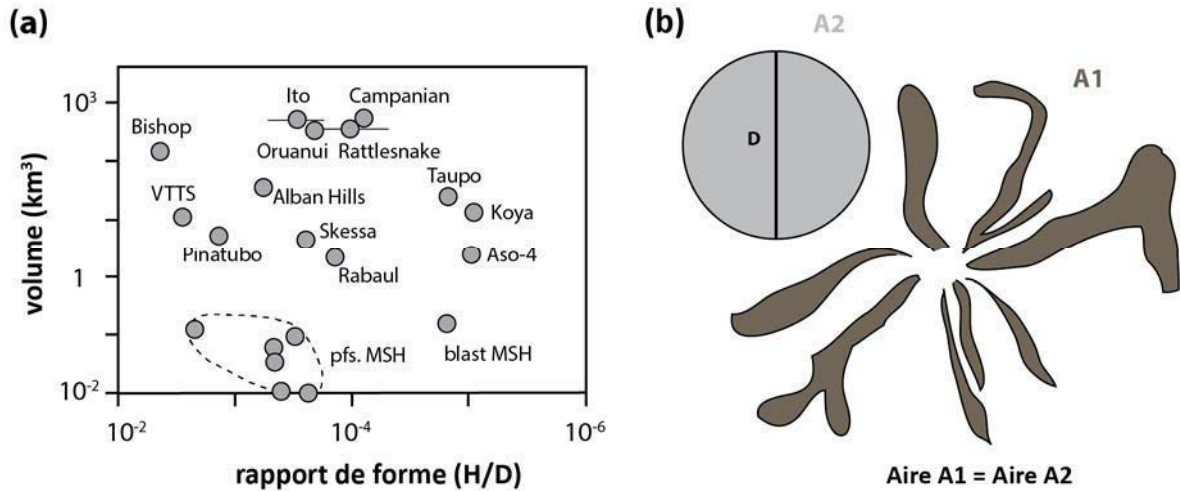 (a)
volume (km³)
10³
1
10⁻²
10⁻²
10⁻⁴
10⁻⁶
rapport de forme (H/D)
Ito
Campanian
Bishop
Oruanui
Rattlesnake
VTTS
Alban Hills
Taupo
Koya
Pinatubo
Skessa
Rabaul
Aso-4
pfs. MSH
blast MSH
(b)
A2
A1
D
Aire A1 = Aire A2